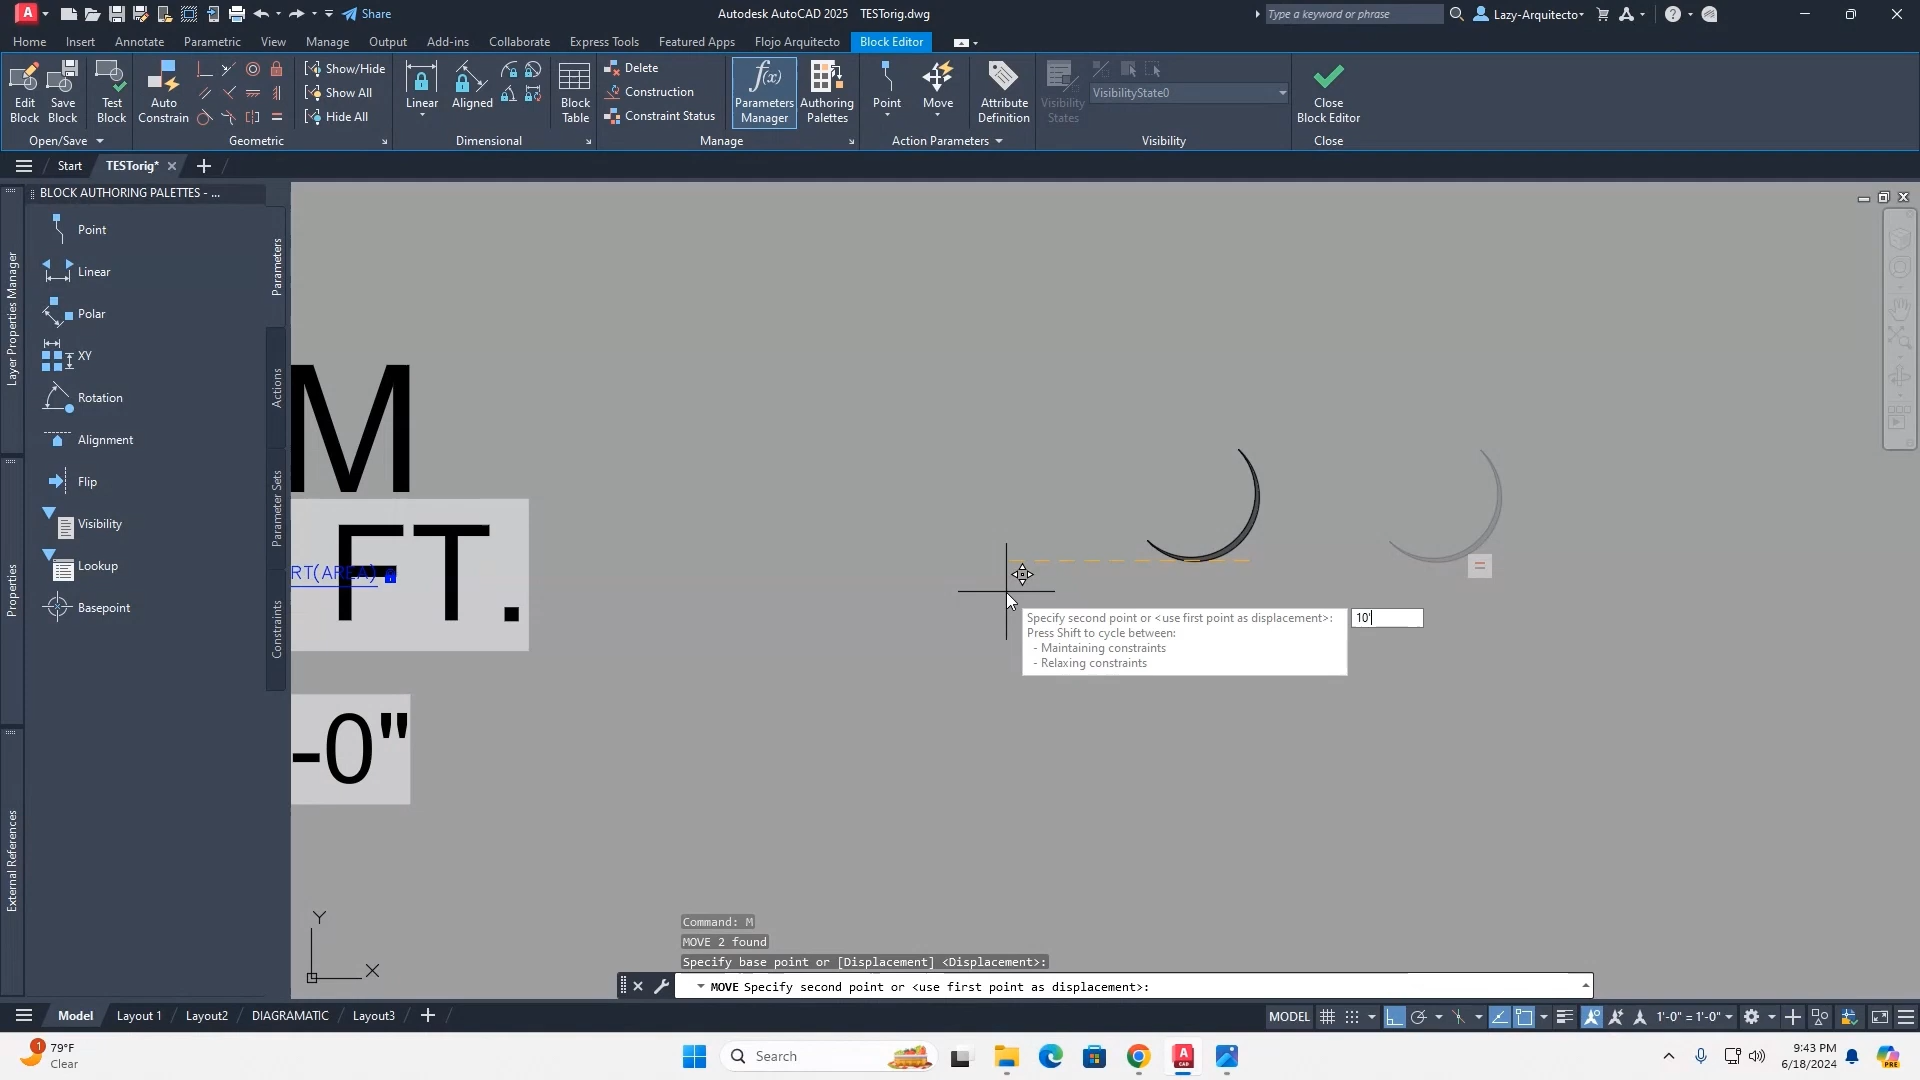 Share
Autodesk AutoCAD 2025 TESTorig.dwg
Type a keyword or phrase
Lazy-Arquitecto
Home Insert Annotate Parametric View Manage Output Add-ins Collaborate Express Tools Featured Apps Flojo Arquitecto Block Editor
Edit Block
Save Block
Test Block
Auto Constrain
Show/Hide
Show All
Hide All
Linear
Aligned
Block Table
Delete
Construction
Constraint Status
Parameters Manager
Authoring Palettes
Point
Move
Attribute Definition
Visibility States
VisibilityState0
Close Block Editor
Open/Save Geometric Dimensional Manage Action Parameters Visibility Close
Start TESTorig*
BLOCK AUTHORING PALETTES - ...
Point
Linear
Polar
XY
Rotation
Alignment
Flip
Visibility
Lookup
Basepoint
Layer Properties Manager
Properties
External References
Parameters
Actions
Parameter Sets
Constraints
M
FT.
RT(AREA)
-0"
Specify second point or <use first point as displacement>: 10'
Press Shift to cycle between:
- Maintaining constraints
- Relaxing constraints
Y
X
Command: M
MOVE 2 found
Specify base point or [Displacement] <Displacement>:
MOVE Specify second point or <use first point as displacement>:
Model Layout 1 Layout2 DIAGRAMATIC Layout3
MODEL 1'-0" = 1'-0"
1
79°F
Clear
Search
9:43 PM
6/18/2024
PRE